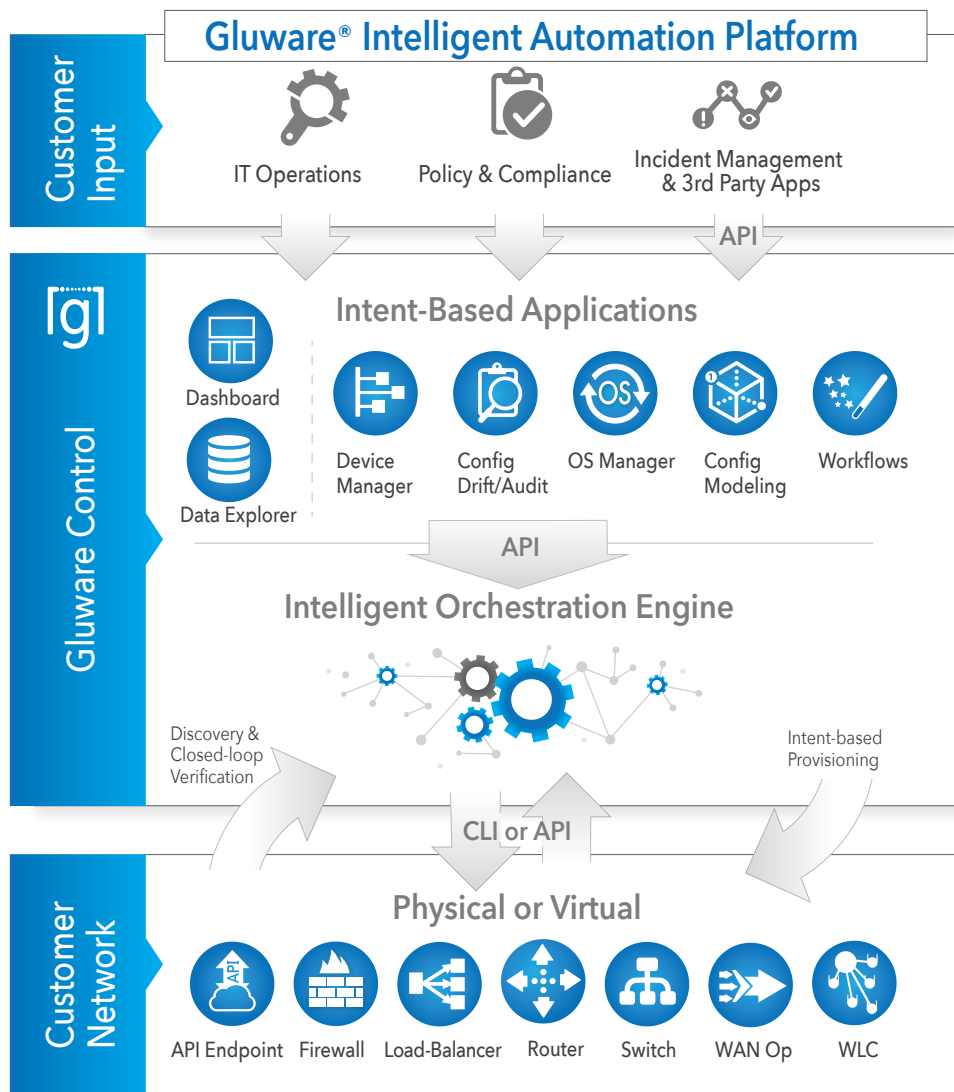 Gluware® Intelligent Automation Platform
Customer
Input
IT Operations
Policy & Compliance
Incident Management
& 3rd Party Apps
API
[g]
Gluware Control
Intent-Based Applications
Dashboard
Data Explorer
Device
Manager
Config
Drift/Audit
OS
OS Manager
1
Config
Modeling
Workflows
API
Intelligent Orchestration Engine
Discovery &
Closed-loop
Verification
Intent-based
Provisioning
CLI or API
Customer
Network
Physical or Virtual
API
API Endpoint
Firewall
Load-Balancer
Router
Switch
WAN Op
WLC